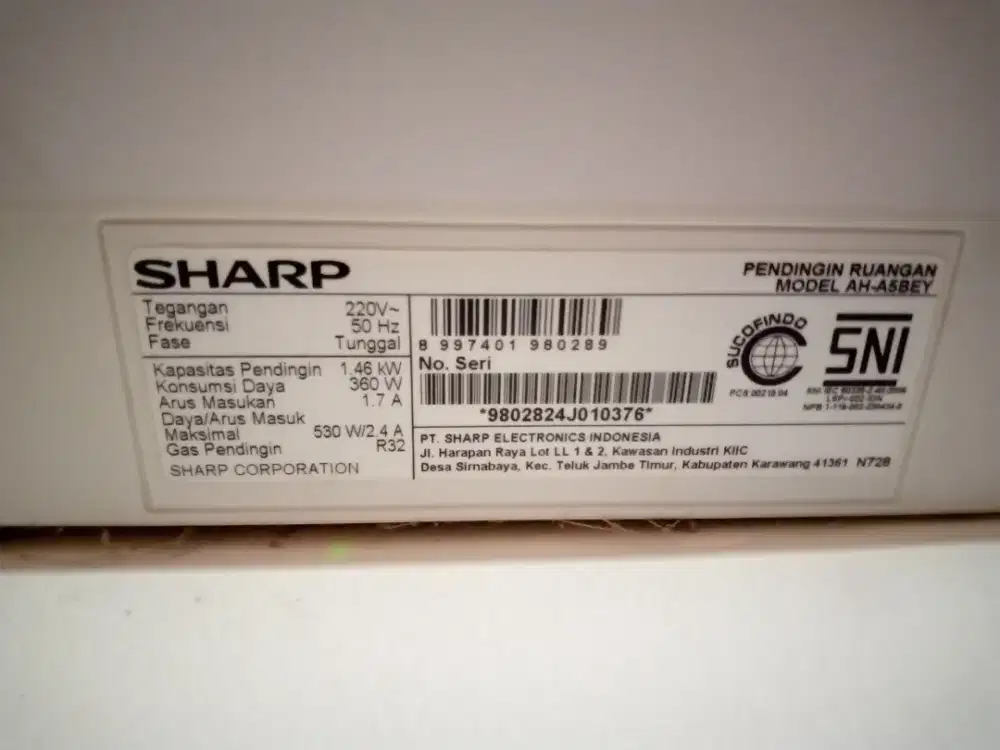 SHARP
PENDINGIN RUANGAN
MODEL AH-A5BEY
Tegangan 220V~
Frekuensi 50 Hz
Fase Tunggal
Kapasitas Pendingin 1.46 kW
Konsumsi Daya 360 W
Arus Masukan 1.7 A
Daya/Arus Masuk
Maksimal 530 W/2.4 A
Gas Pendingin R32
SHARP CORPORATION
8 997401 980289
No. Seri
*9802824J010376*
SUCOFINDO
SNI
PT. SHARP ELECTRONICS INDONESIA
Jl. Harapan Raya Lot LL 1 & 2, Kawasan Industri KIIC
Desa Sirnabaya, Kec. Teluk Jambe Timur, Kabupaten Karawang 41361 N728